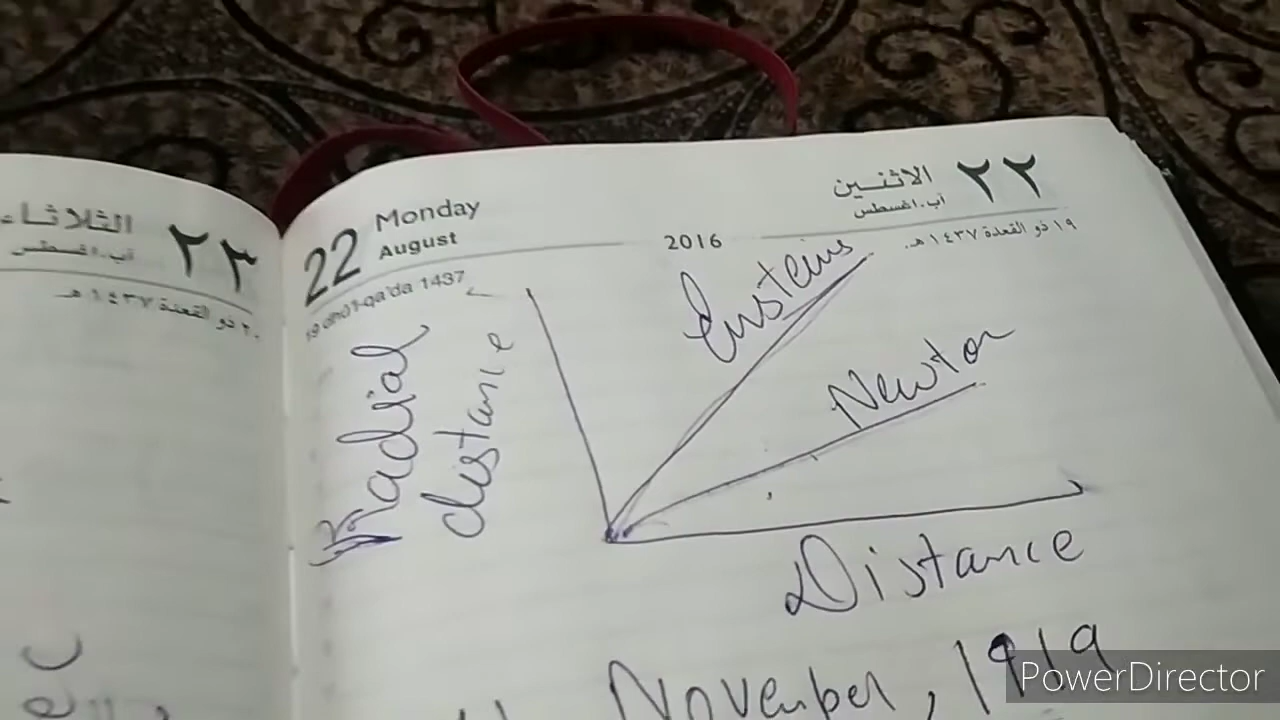 الثلاثاء ٢٣
آب.اغسطس
٢٠ ذو القعدة ١٤٣٧ هـ
22 Monday
August
19 dhū'l-qa'da 1437
2016
الاثنين ٢٢
آب.اغسطس
١٩ ذو القعدة ١٤٣٧ هـ.
Radial
distance
Einsteins
Newton
Distance
November, 1919
PowerDirector